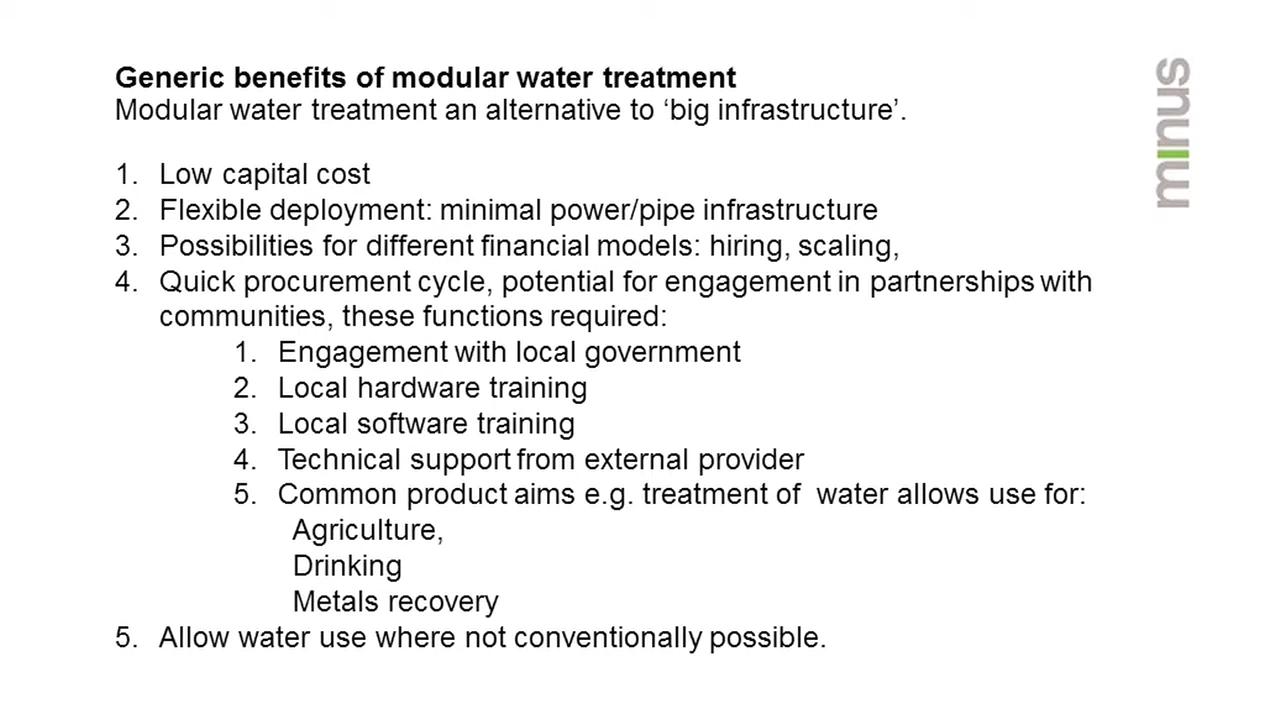 Generic benefits of modular water treatment
Modular water treatment an alternative to ‘big infrastructure’.
1. Low capital cost
2. Flexible deployment: minimal power/pipe infrastructure
3. Possibilities for different financial models: hiring, scaling,
4. Quick procurement cycle, potential for engagement in partnerships with
communities, these functions required:
1. Engagement with local government
2. Local hardware training
3. Local software training
4. Technical support from external provider
5. Common product aims e.g. treatment of  water allows use for:
Agriculture,
Drinking
Metals recovery
5. Allow water use where not conventionally possible.
minus